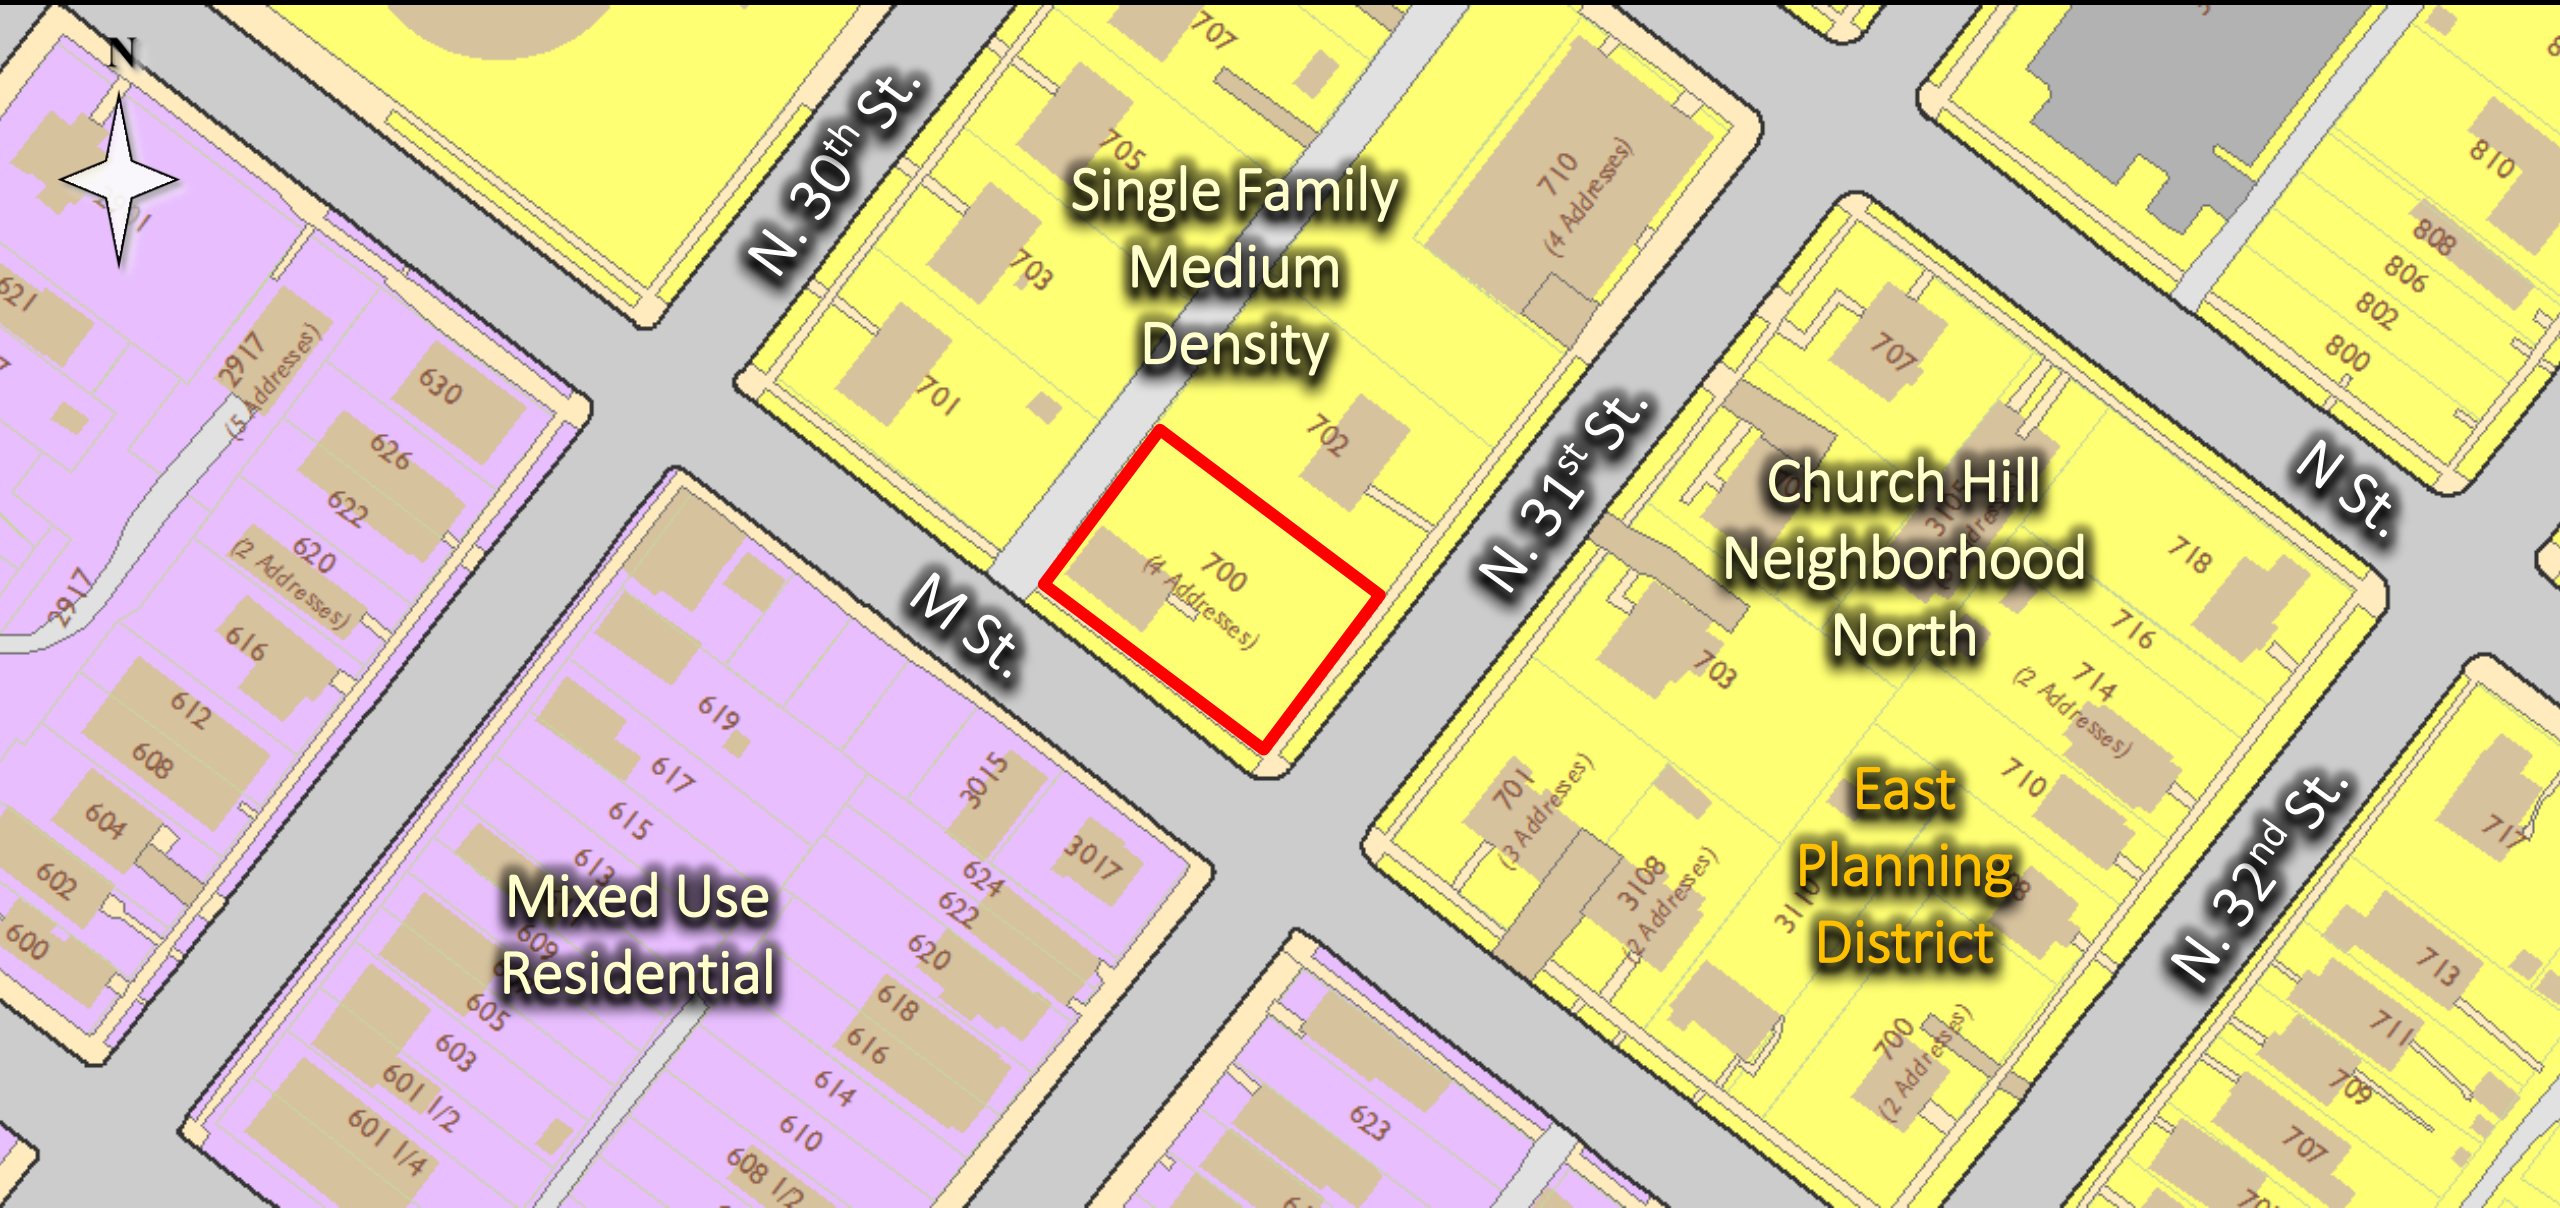 N
707
705
703
701
710
(4 Addresses)
702
700
(4 Addresses)
N. 30th St.
Single Family
Medium
Density
N. 31st St.
M St.
N St.
N. 32nd St.
Church Hill
Neighborhood
North
East
Planning
District
Mixed Use
Residential
621
2917
(5 Addresses)
2917
630
626
622
620
(2 Addresses)
616
612
608
604
602
600
619
617
615
613
609
605
603
601 1/2
601 1/4
3015
3017
624
622
620
618
616
614
610
608 1/2
623
810
808
806
802
800
707
703
701
(3 Addresses)
3108
(2 Addresses)
3110
718
716
714
(2 Addresses)
710
700
(2 Addresses)
717
713
711
709
707